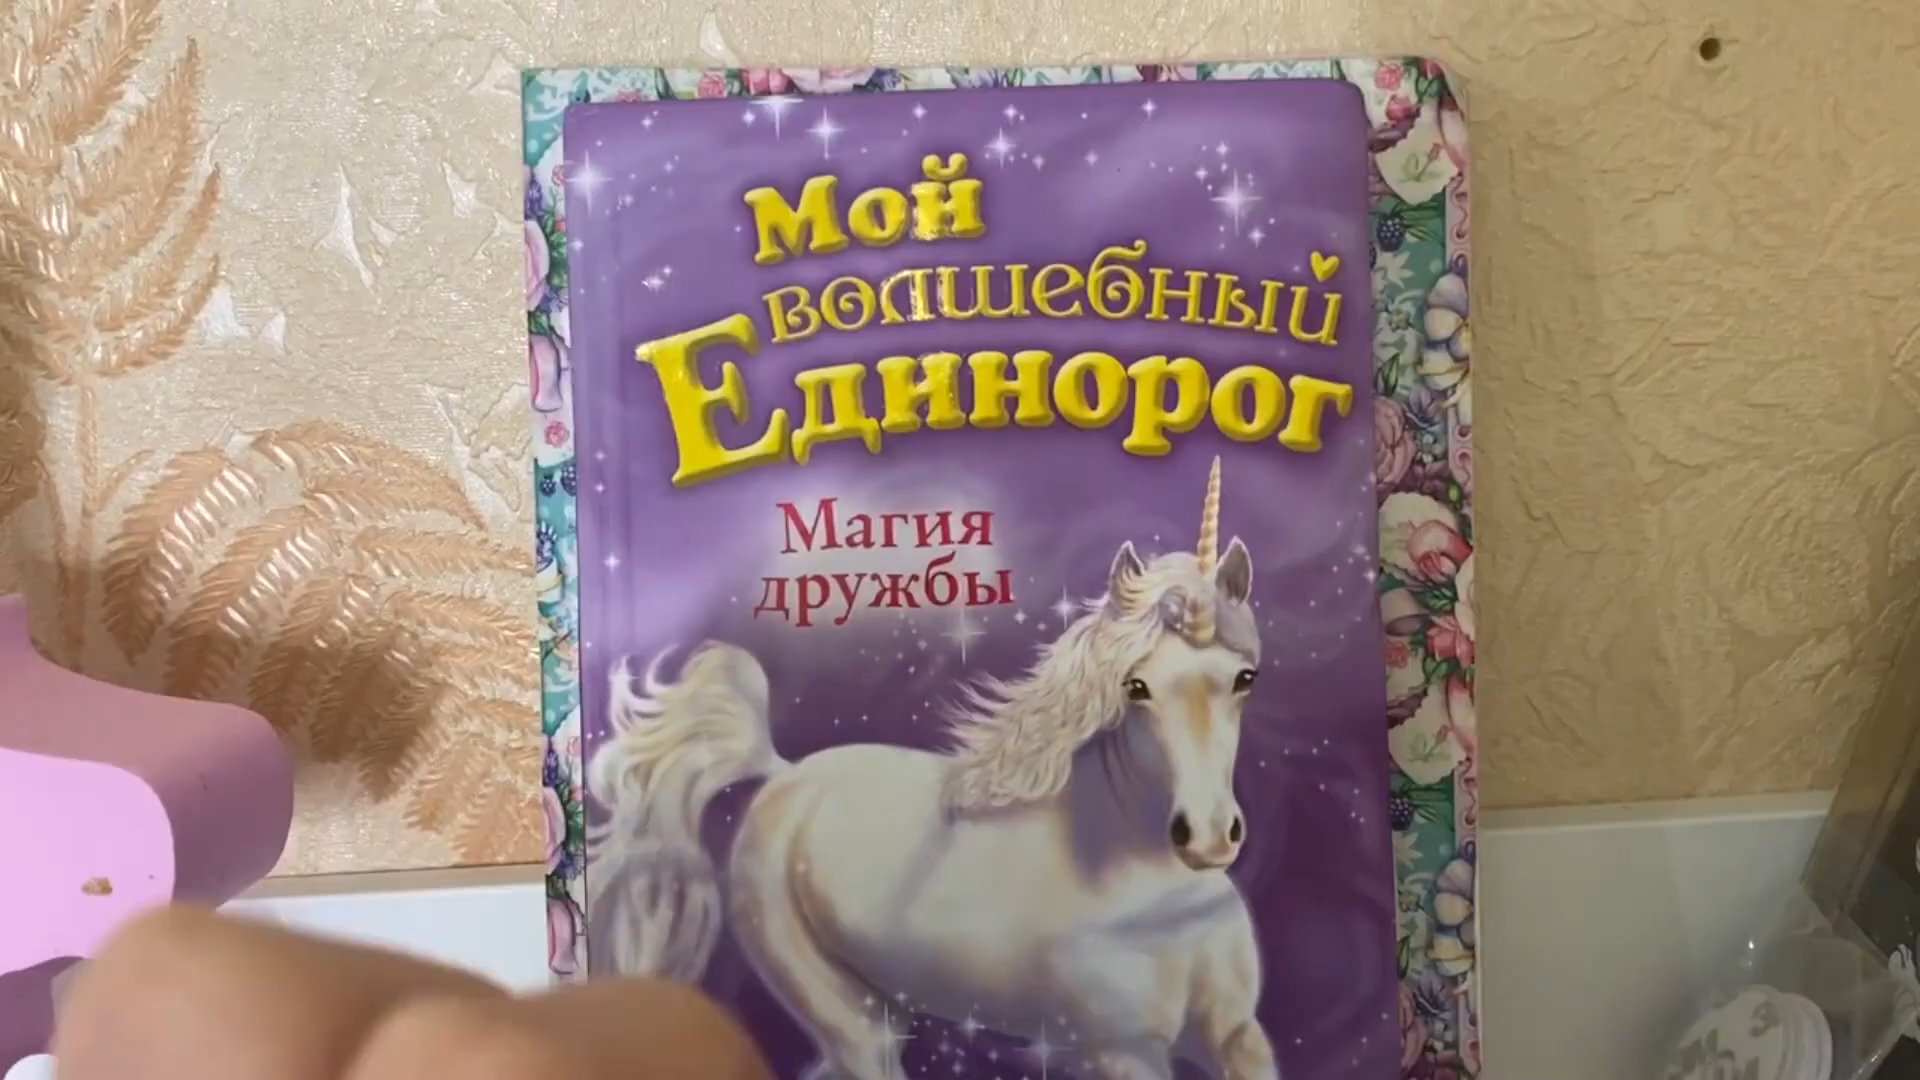 Мой
волшебный
Единорог
Магия
дружбы